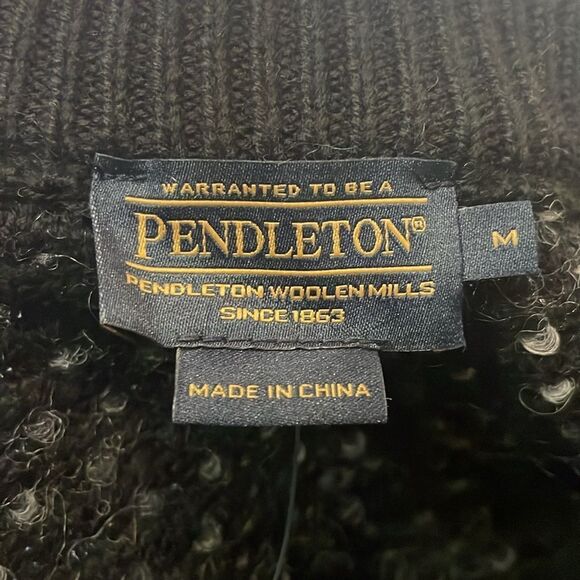 WARRANTED TO BE A
PENDLETON®
PENDLETON WOOLEN MILLS
SINCE 1863
M
MADE IN CHINA